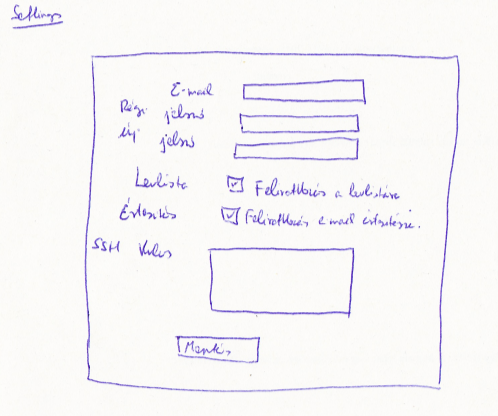 Settings
E-mail
Régi jelszó
Új jelszó
Levlista Feliratkozás a levlistára
Értesítés Feliratkozás e-mail értesítésre.
SSH Kulcs
Mentés